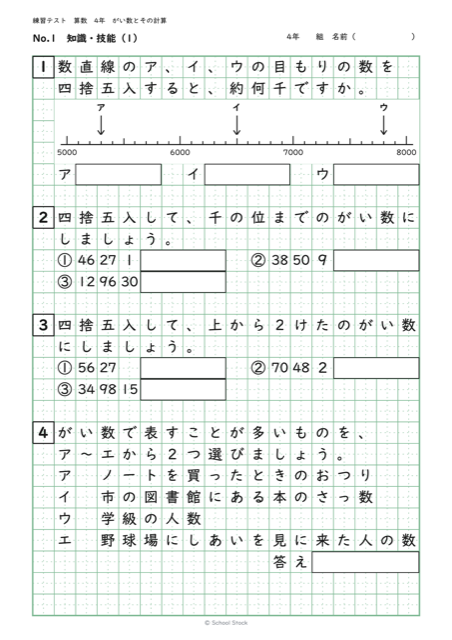 練習テスト 算数 4年 がい数とその計算
No.1 知識・技能（1） 4年 組 名前（ ）
1 数直線のア、イ、ウの目もりの数を
四捨五入すると、約何千ですか。
ア イ ウ
5000 6000 7000 8000
ア イ ウ
2 四捨五入して、千の位までのがい数に
しましょう。
① 46271 ② 38509
③ 129630
3 四捨五入して、上から2けたのがい数
にしましょう。
① 5627 ② 70482
③ 349815
4 がい数で表すことが多いものを、
ア～エから2つ選びましょう。
ア ノートを買ったときのおつり
イ 市の図書館にある本のさっ数
ウ 学級の人数
エ 野球場にしあいを見に来た人の数
答え
© School Stock